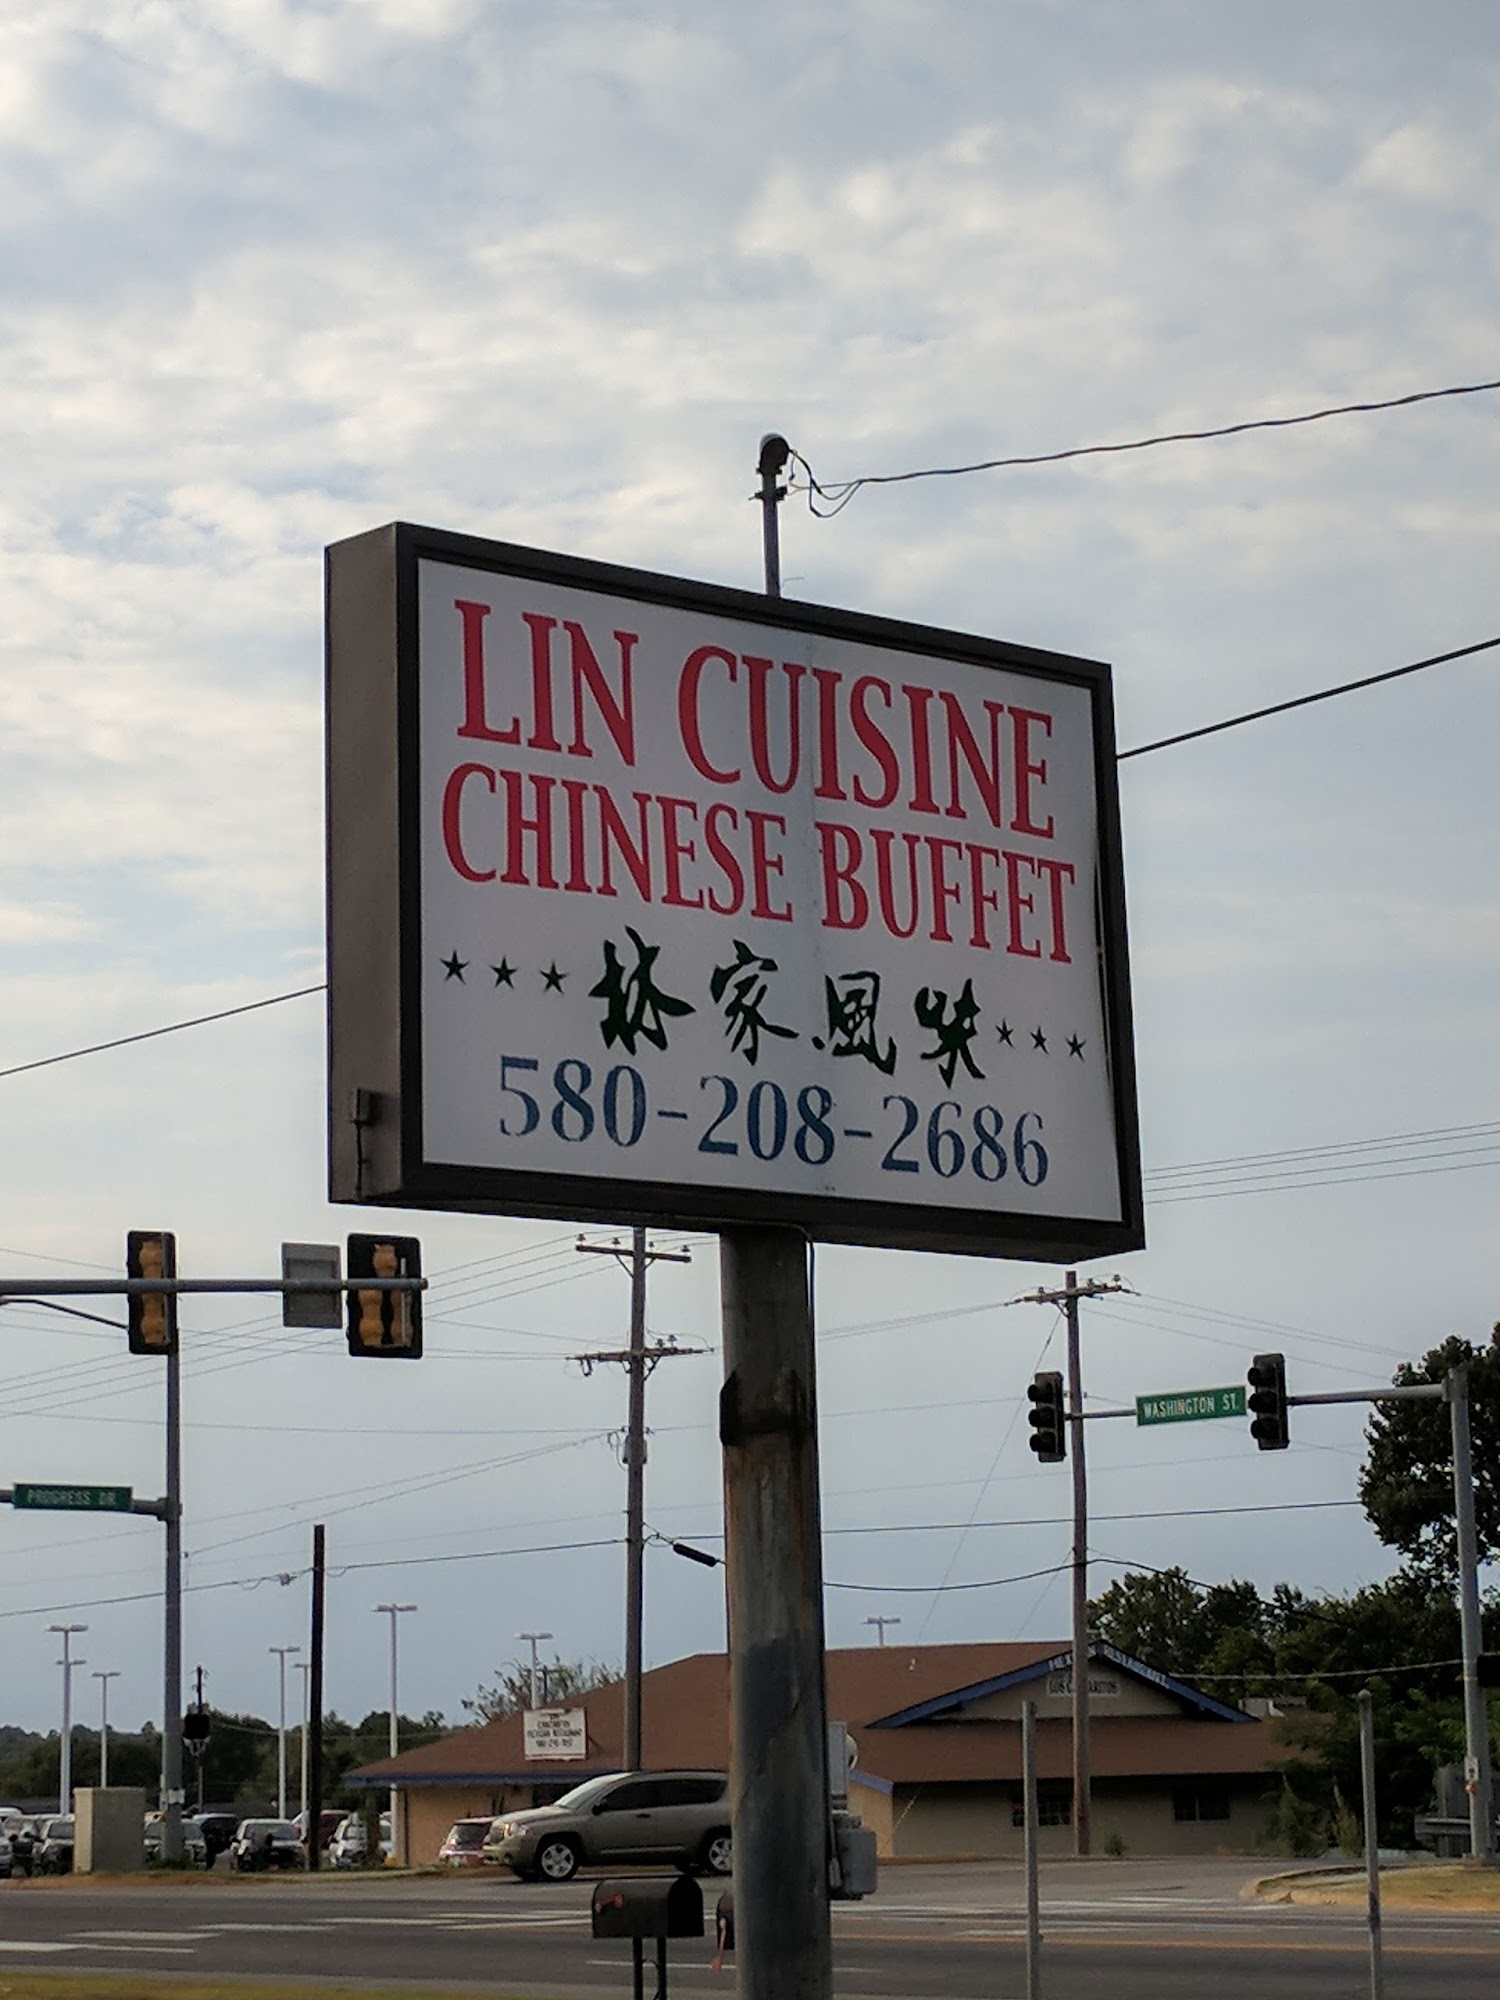 LIN CUISINE
CHINESE BUFFET
★★★林家風味★★★
580-208-2686
WASHINGTON ST.
PROGRESS DR.